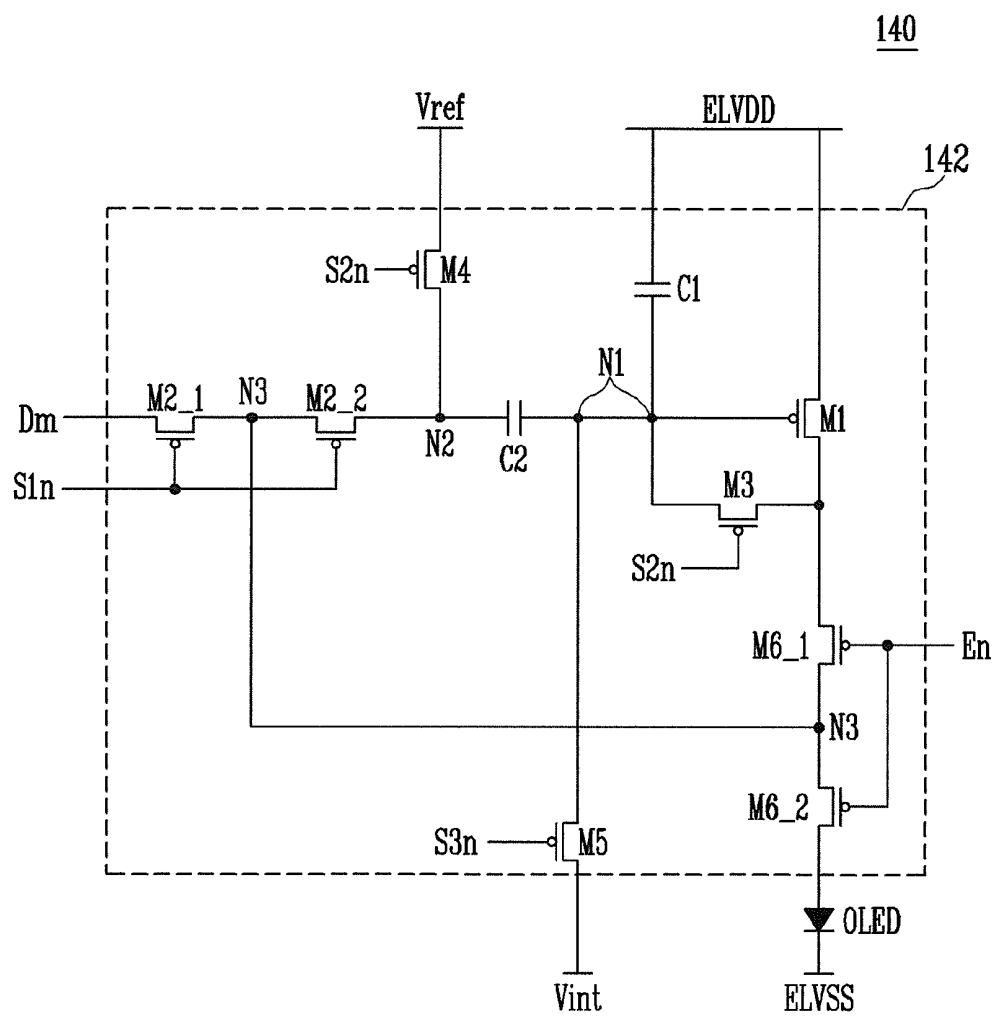 140
Vref
ELVDD
142
S2n
M4
C1
N1
M2_1
N3
M2_2
Dm
N2
C2
M1
S1n
M3
S2n
M6_1
En
N3
M6_2
S3n
M5
OLED
Vint
ELVSS